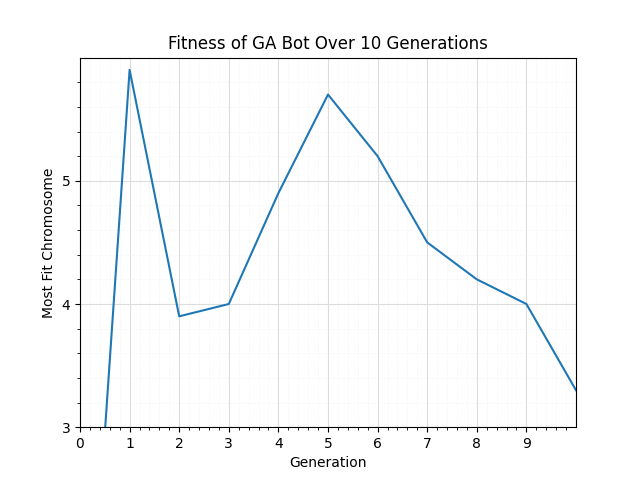 Fitness of GA Bot Over 10 Generations
Most Fit Chromosome
5
4
3
0 1 2 3 4 5 6 7 8 9
Generation